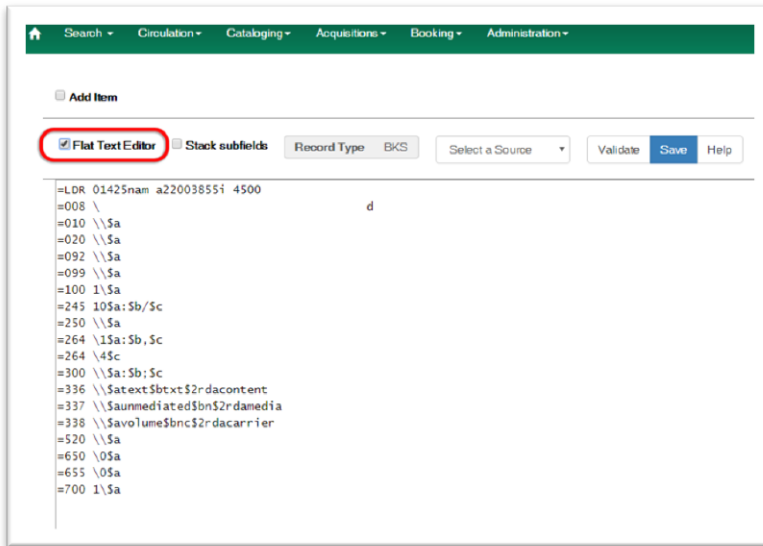 Search Circulation Cataloging Acquisitions Booking Administration
Add Item
Flat Text Editor Stack subfields Record Type BKS Select a Source Validate Save Help
=LDR 01425nam a22003855i 4500
=008 \ d
=010 \\$a
=020 \\$a
=092 \\$a
=099 \\$a
=100 1\$a
=245 10$a:$b/$c
=250 \\$a
=264 \1$a:$b,$c
=264 \4$c
=300 \\$a:$b;$c
=336 \\$atext$btxt$2rdacontent
=337 \\$aunmediated$bn$2rdamedia
=338 \\$avolume$bnc$2rdacarrier
=520 \\$a
=650 \0$a
=655 \0$a
=700 1\$a